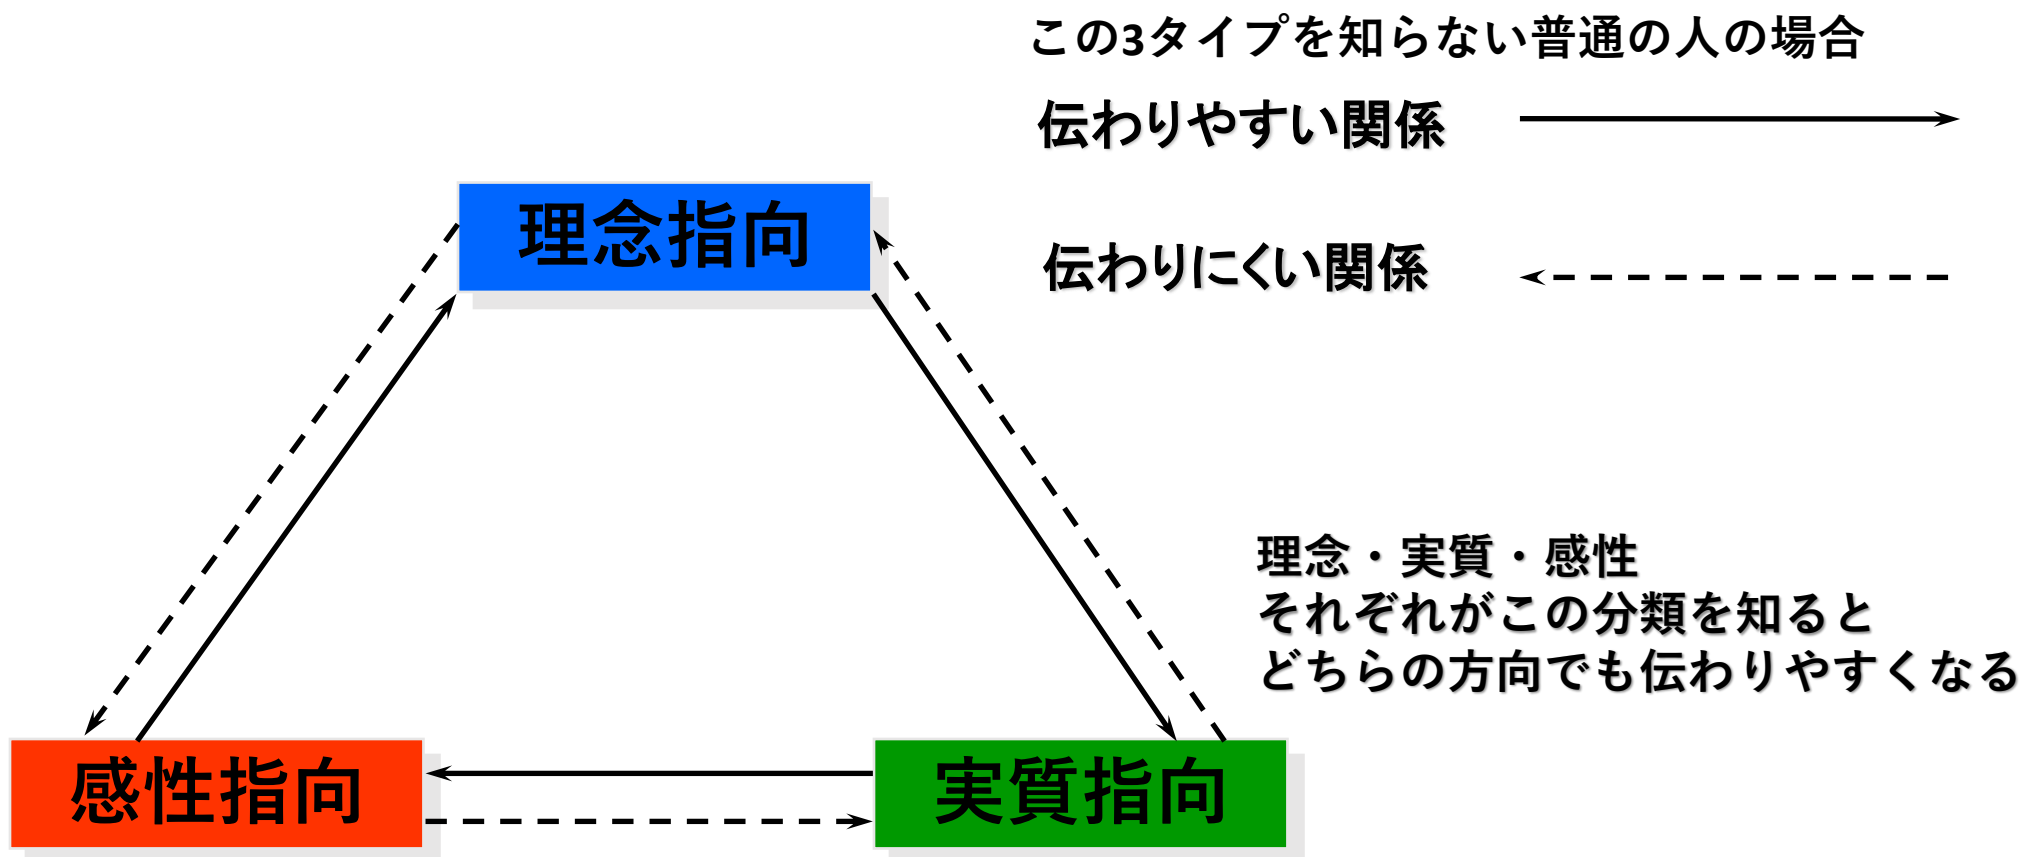 この3タイプを知らない普通の人の場合
伝わりやすい関係
伝わりにくい関係
理念指向
感性指向
実質指向
理念・実質・感性
それぞれがこの分類を知ると
どちらの方向でも伝わりやすくなる